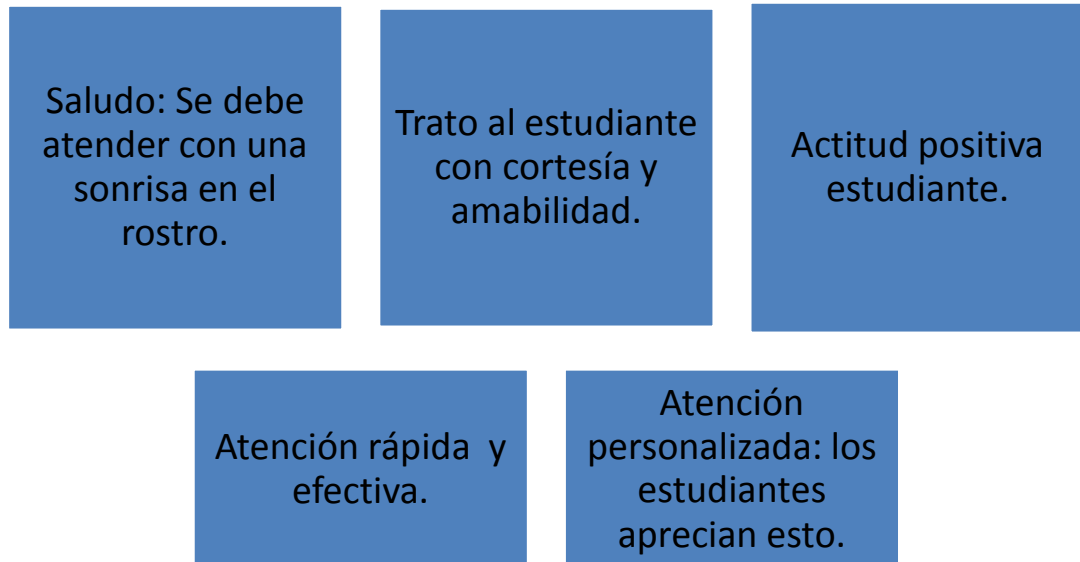 Saludo: Se debe
atender con una
sonrisa en el
rostro.
Trato al estudiante
con cortesía y
amabilidad.
Actitud positiva
estudiante.
Atención rápida  y
efectiva.
Atención
personalizada: los
estudiantes
aprecian esto.